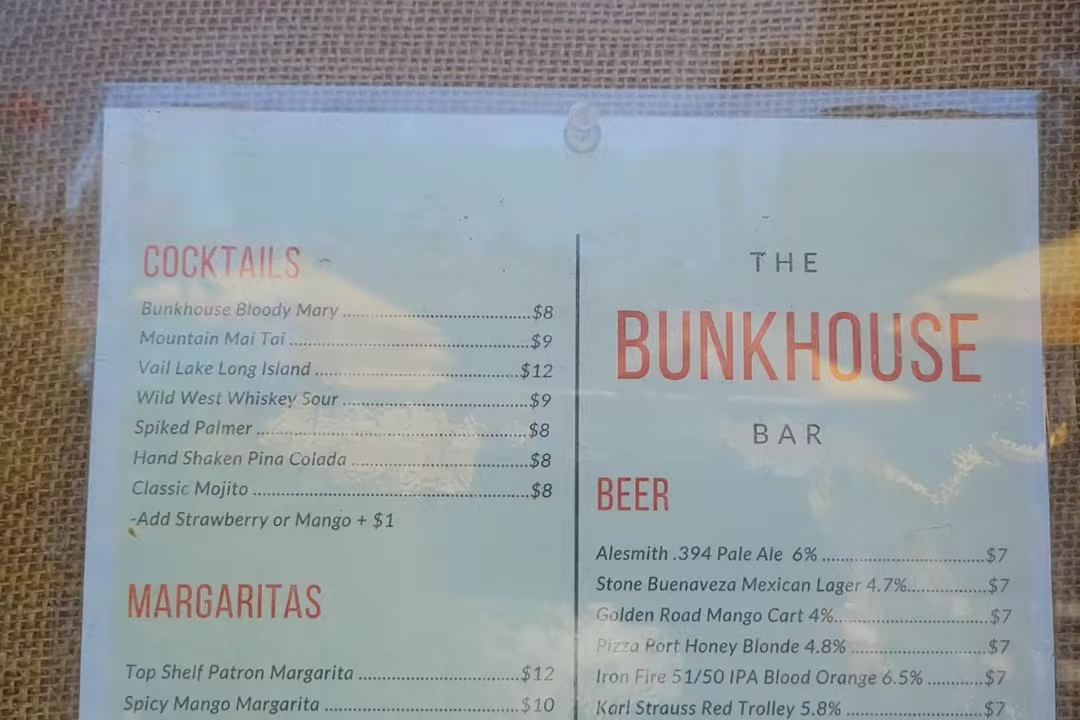 COCKTAILS
Bunkhouse Bloody Mary ........ $8
Mountain Mai Tai ........ $9
Vail Lake Long Island ........ $12
Wild West Whiskey Sour ........ $9
Spiked Palmer ........ $8
Hand Shaken Pina Colada ........ $8
Classic Mojito ........ $8
-Add Strawberry or Mango + $1
MARGARITAS
Top Shelf Patron Margarita ........ $12
Spicy Mango Margarita ........ $10
THE
BUNKHOUSE
BAR
BEER
Alesmith .394 Pale Ale 6% ........ $7
Stone Buenaveza Mexican Lager 4.7% ........ $7
Golden Road Mango Cart 4% ........ $7
Pizza Port Honey Blonde 4.8% ........ $7
Iron Fire 51/50 IPA Blood Orange 6.5% ........ $7
Karl Strauss Red Trolley 5.8% ........ $7